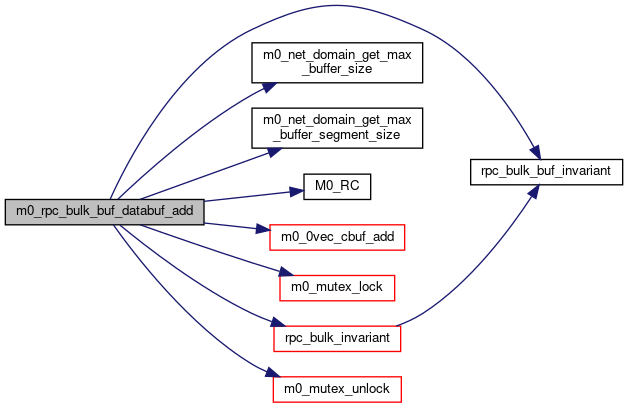 m0_net_domain_get_max
_buffer_size
m0_net_domain_get_max
_buffer_segment_size
rpc_bulk_buf_invariant
M0_RC
m0_rpc_bulk_buf_databuf_add
m0_0vec_cbuf_add
m0_mutex_lock
rpc_bulk_invariant
m0_mutex_unlock